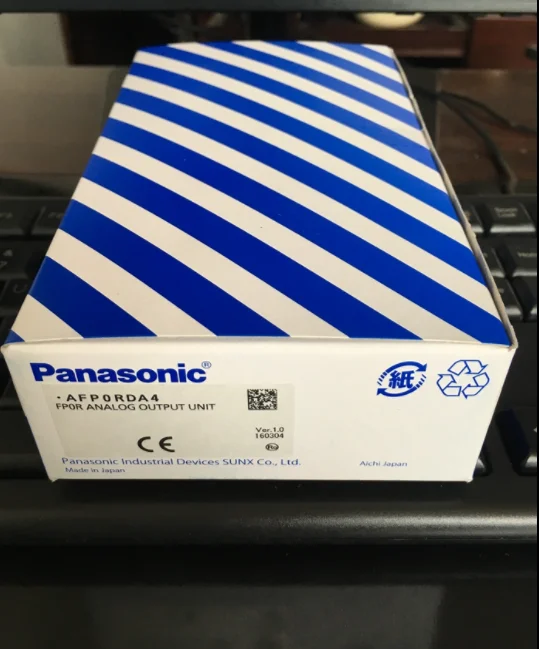 Panasonic®
· AFP0RDA4
FP0R ANALOG OUTPUT UNIT
Ver.1.0
160304
CE
Panasonic Industrial Devices SUNX Co., Ltd.
Made in Japan
Aichi Japan
紙